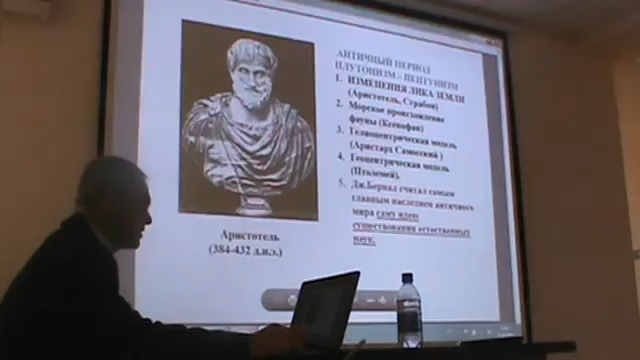 АНТИЧНЫЙ ПЕРИОД
ПЛУТОНИЗМ – НЕПТУНИЗМ
1. ИЗМЕНЕНИЯ ЛИКА ЗЕМЛИ
(Аристотель, Страбон)
2. Морское происхождение
фауны (Ксенофан)
3. Гелиоцентрическая модель
(Аристарх Самосский )
4. Геоцентрическая модель
(Птолемей).
5. Дж.Бернал считал самым
главным наследием античного
мира саму идею
существования естественных
наук.
Аристотель
(384-432 д.н.э.)